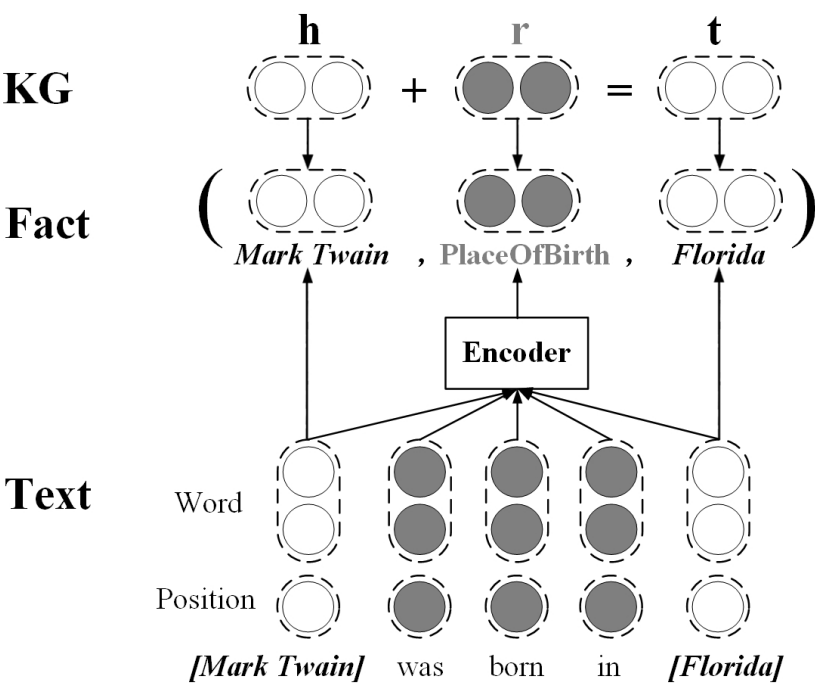 h r t
KG + =
Fact ( )
Mark Twain , PlaceOfBirth , Florida
Encoder
Text
Word
Position
[Mark Twain] was born in [Florida]